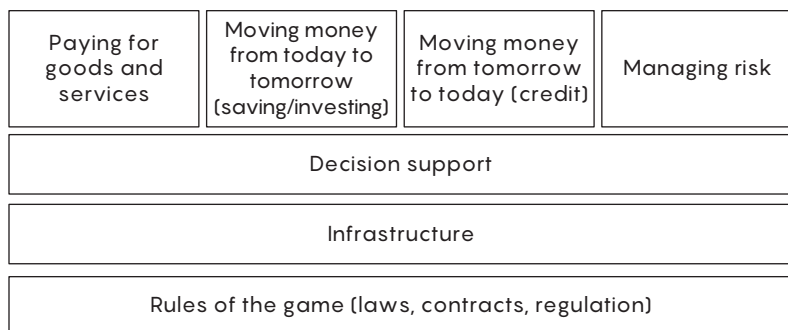 Paying for
goods and
services
Moving money
from today to
tomorrow
(saving/investing)
Moving money
from tomorrow
to today (credit)
Managing risk
Decision support
Infrastructure
Rules of the game (laws, contracts, regulation)